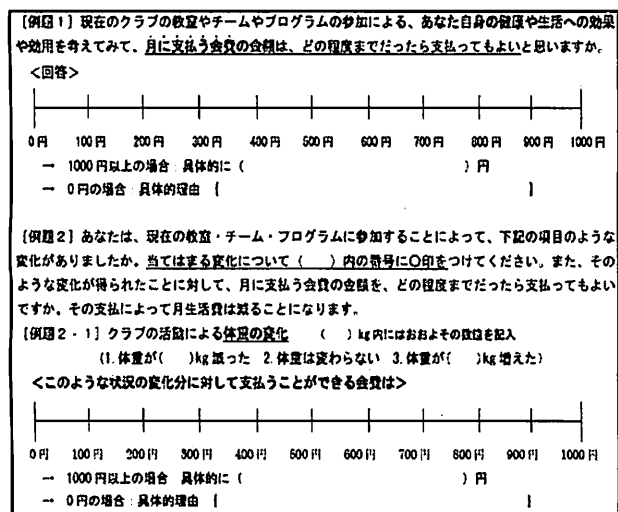 [例題1] 現在のクラブの教室やチームやプログラムの参加による、あなた自身の健康や生活への効果
や効用を考えてみて、月に支払う会費の金額は、どの程度までだったら支払ってもよいと思いますか。
<回答>
0円 100円 200円 300円 400円 500円 600円 700円 800円 900円 1000円
→ 1000円以上の場合：具体的に（ ）円
→ 0円の場合：具体的理由 [ ]
[例題2] あなたは、現在の教室・チーム・プログラムに参加することによって、下記の項目のような
変化がありましたか。当てはまる変化について（ ）内の番号に○印をつけてください。また、その
ような変化が得られたことに対して、月に支払う会費の金額を、どの程度までだったら支払ってもよい
ですか。その支払によって月生活費は減ることになります。
[例題2-1] クラブの活動による体重の変化 （ ）kg内にはおおよその数値を記入
(1.体重が( )kg減った 2.体重は変わらない 3.体重が( )kg増えた)
<このような状況の変化分に対して支払うことができる会費は>
0円 100円 200円 300円 400円 500円 600円 700円 800円 900円 1000円
→ 1000円以上の場合 具体的に（ ）円
→ 0円の場合：具体的理由 [ ]